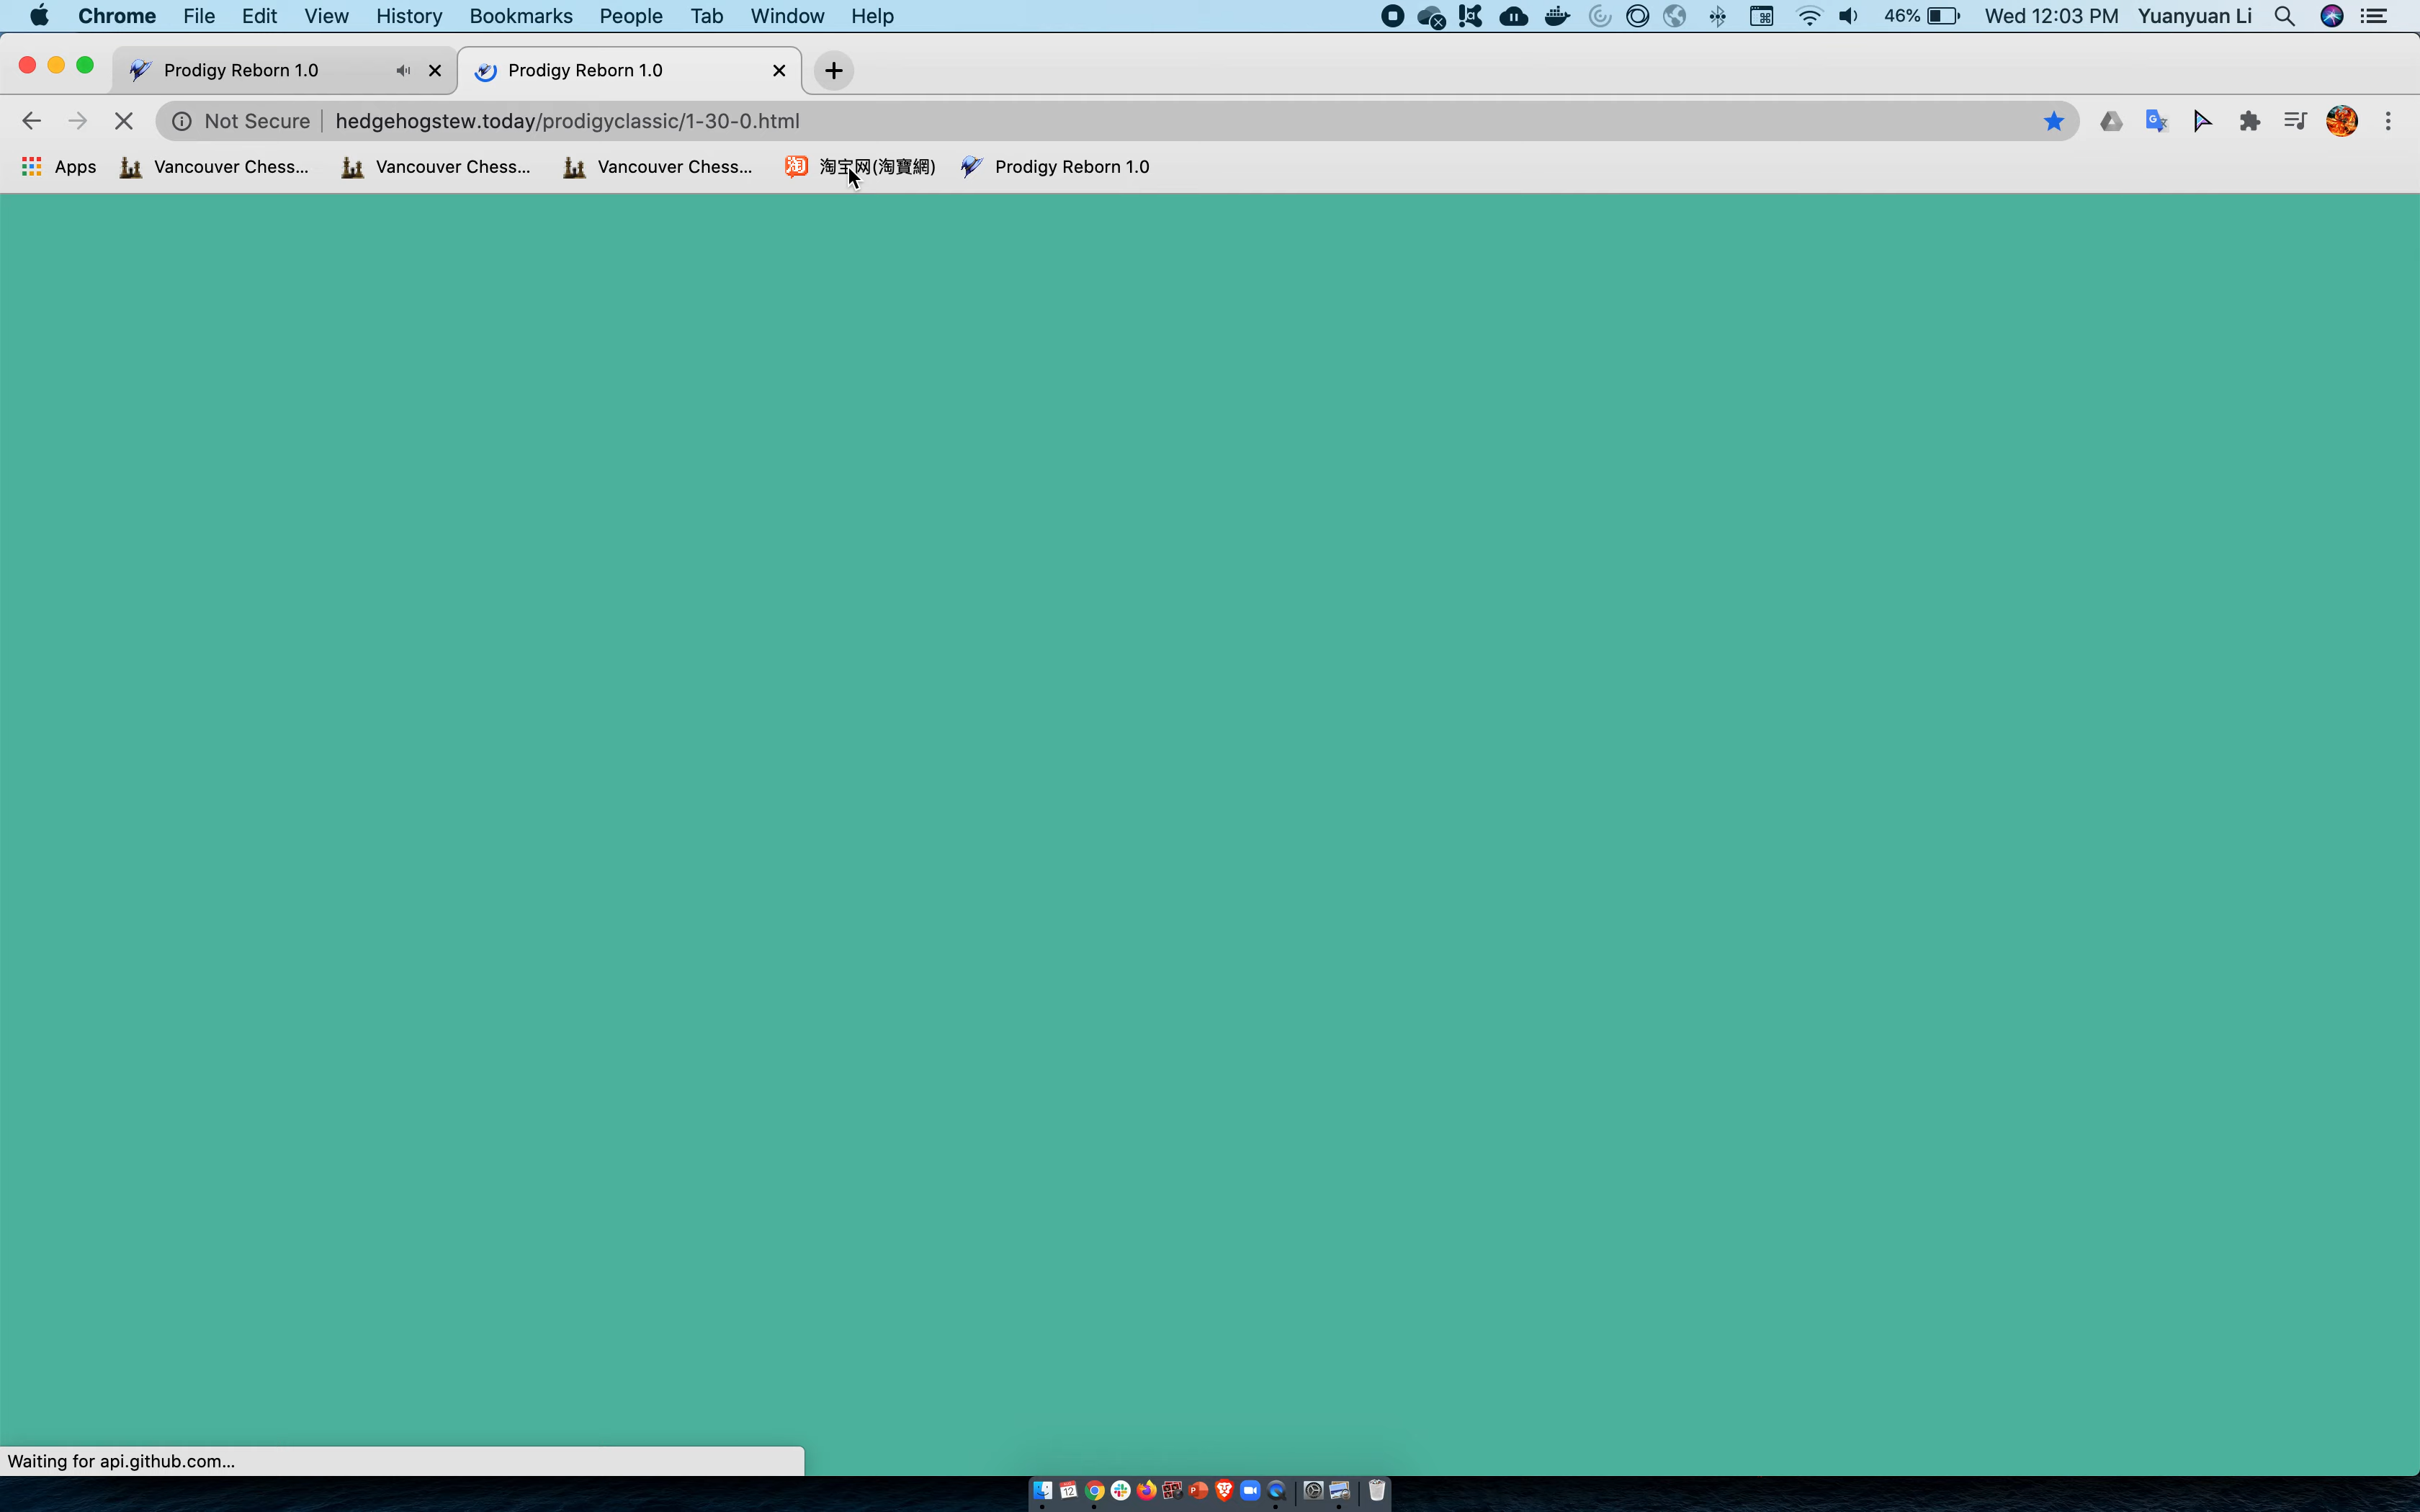 Chrome File Edit View History Bookmarks People Tab Window Help 46% Wed 12:03 PM Yuanyuan Li
Prodigy Reborn 1.0 Prodigy Reborn 1.0
Not Secure hedgehogstew.today/prodigyclassic/1-30-0.html
Apps Vancouver Chess... Vancouver Chess... Vancouver Chess... 淘宝网(淘寶網) Prodigy Reborn 1.0
Waiting for api.github.com...
12